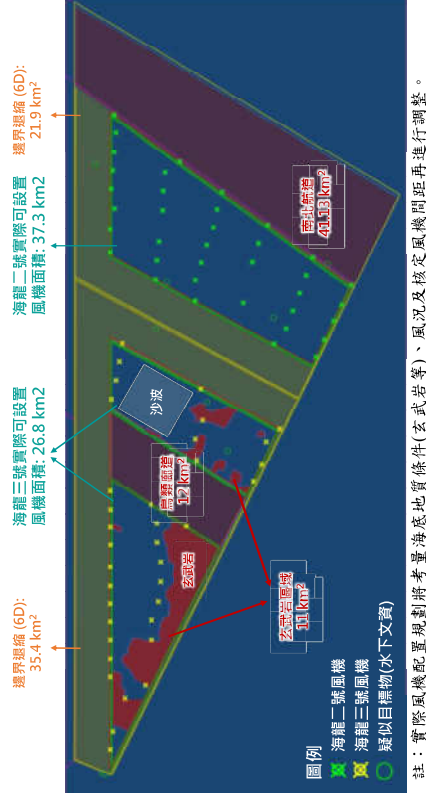 邊界退縮 (6D):
35.4 km²
海龍三號實際可設置
風機面積: 26.8 km2
海龍二號實際可設置
風機面積: 37.3 km2
邊界退縮 (6D):
21.9 km²
沙波
鳥類廊道
12 km²
玄武岩
南北航道
41.13 km²
玄武岩區域
11 km²
圖例
海龍二號風機
海龍三號風機
疑似目標物(水下文資)
註：實際風機配置規劃將考量海底地質條件(玄武岩等)、風況及核定風機間距再進行調整。